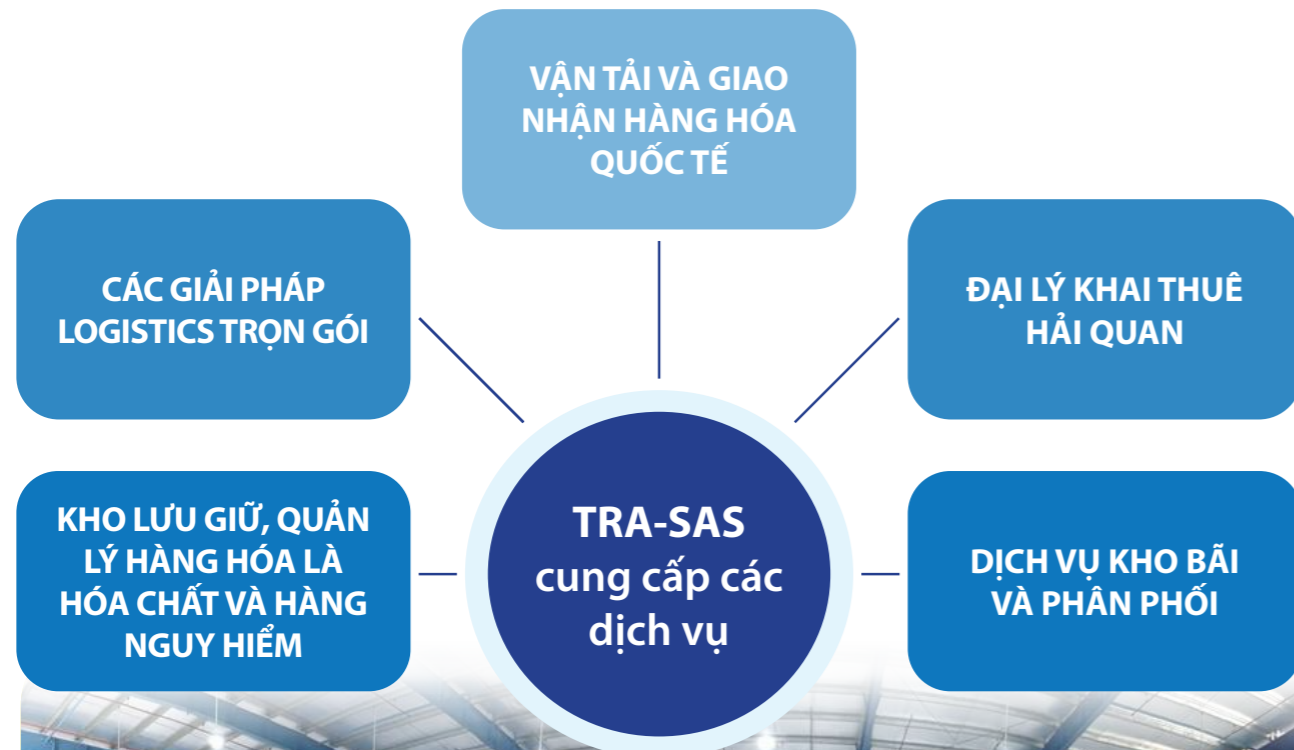 VẬN TẢI VÀ GIAO
NHẬN HÀNG HÓA
QUỐC TẾ
CÁC GIẢI PHÁP
LOGISTICS TRỌN GÓI
ĐẠI LÝ KHAI THUÊ
HẢI QUAN
KHO LƯU GIỮ, QUẢN
LÝ HÀNG HÓA LÀ
HÓA CHẤT VÀ HÀNG
NGUY HIỂM
TRA-SAS
cung cấp các
dịch vụ
DỊCH VỤ KHO BÃI
VÀ PHÂN PHỐI